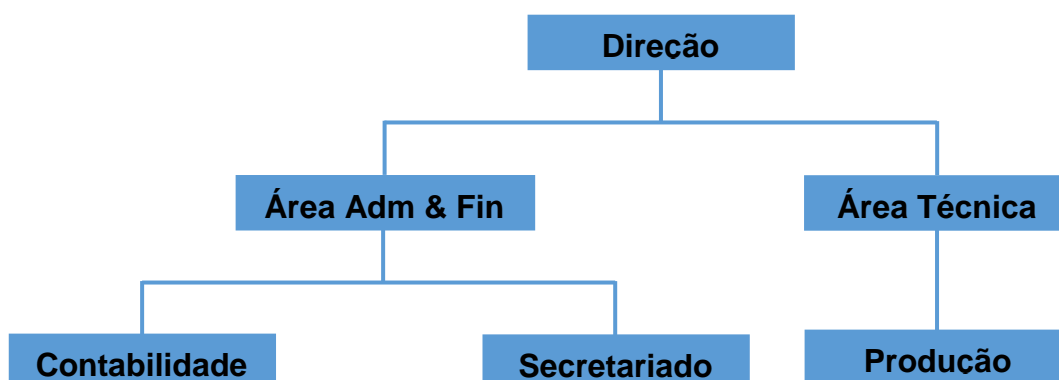 Direção
Área Adm & Fin
Área Técnica
Contabilidade
Secretariado
Produção